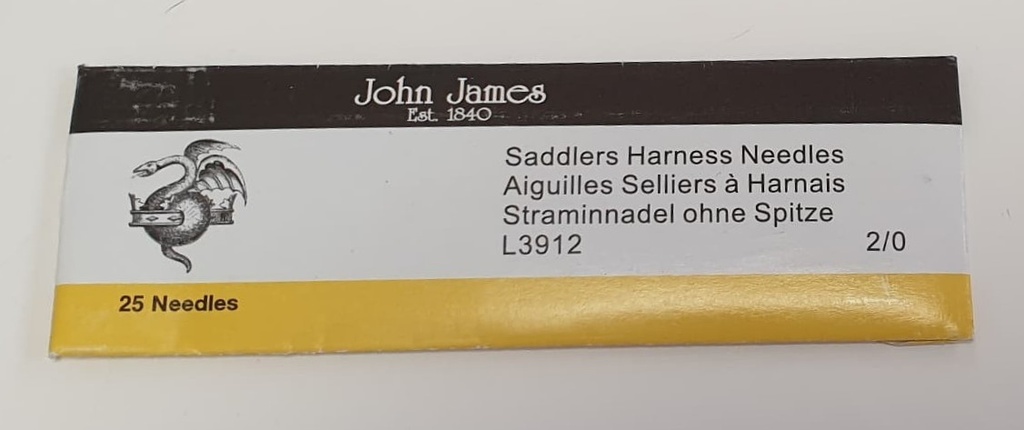 John James
Est. 1840
Saddlers Harness Needles
Aiguilles Selliers à Harnais
Straminnadel ohne Spitze
L3912 2/0
25 Needles